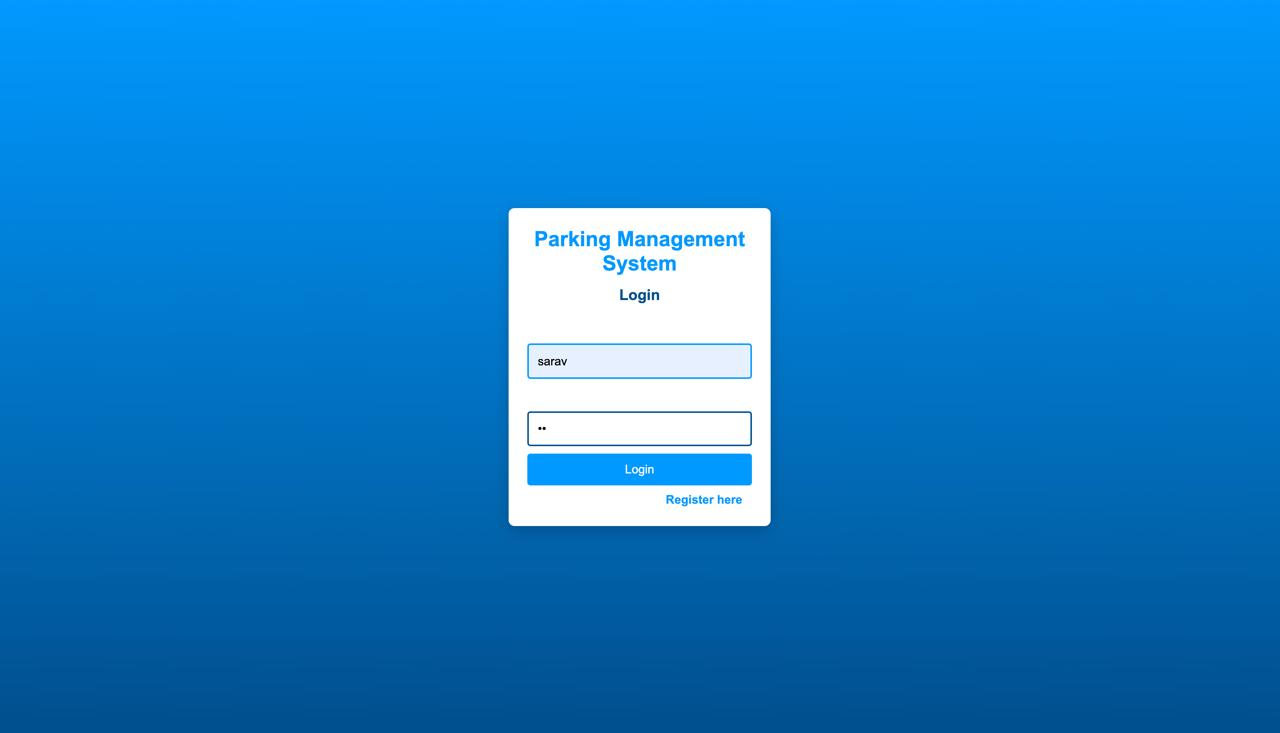 Parking Management
System
Login
sarav
••
Login
Register here